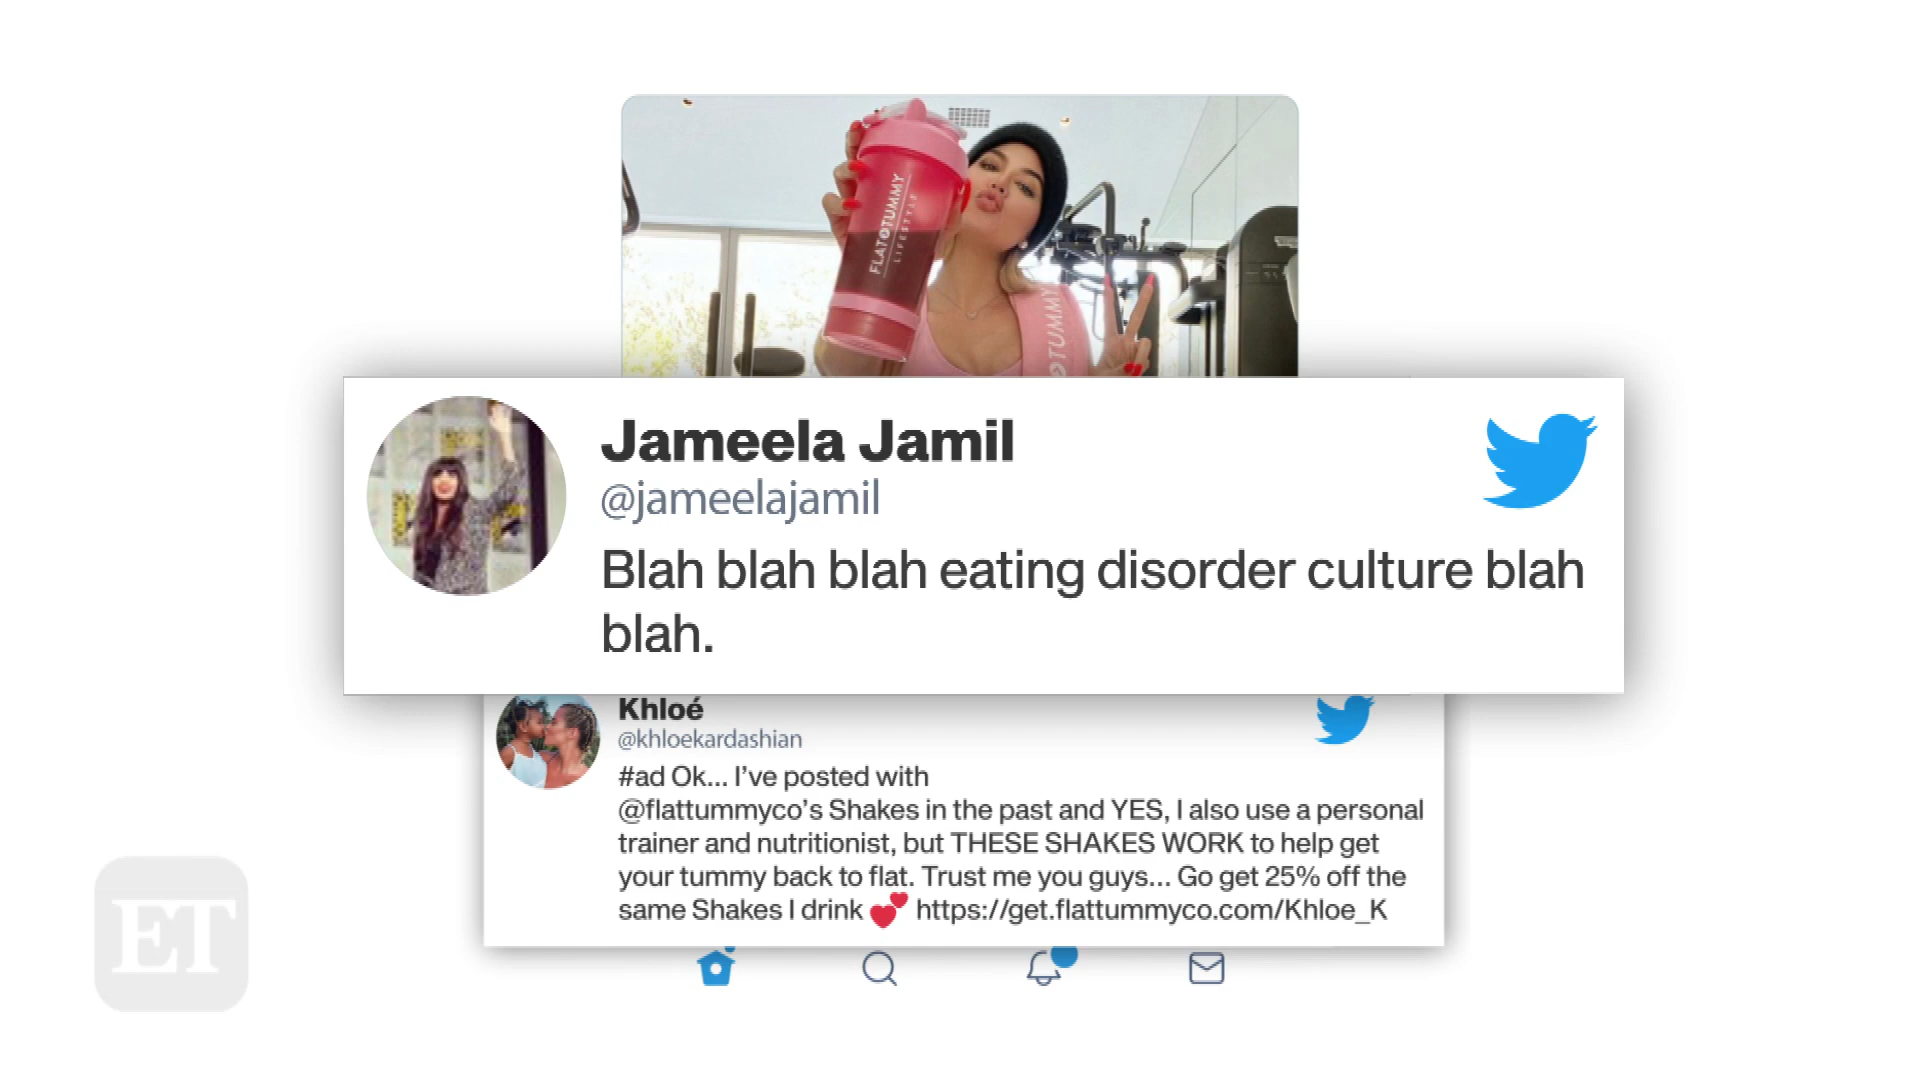 FLATTUMMY
LIFESTYLE
TUMMY
Jameela Jamil
@jameelajamil
Blah blah blah eating disorder culture blah
blah.
Khloé
@khloekardashian
#ad Ok... I’ve posted with
@flattummyco’s Shakes in the past and YES, I also use a personal
trainer and nutritionist, but THESE SHAKES WORK to help get
your tummy back to flat. Trust me you guys... Go get 25% off the
same Shakes I drink 💕 https://get.flattummyco.com/Khloe_K
ET